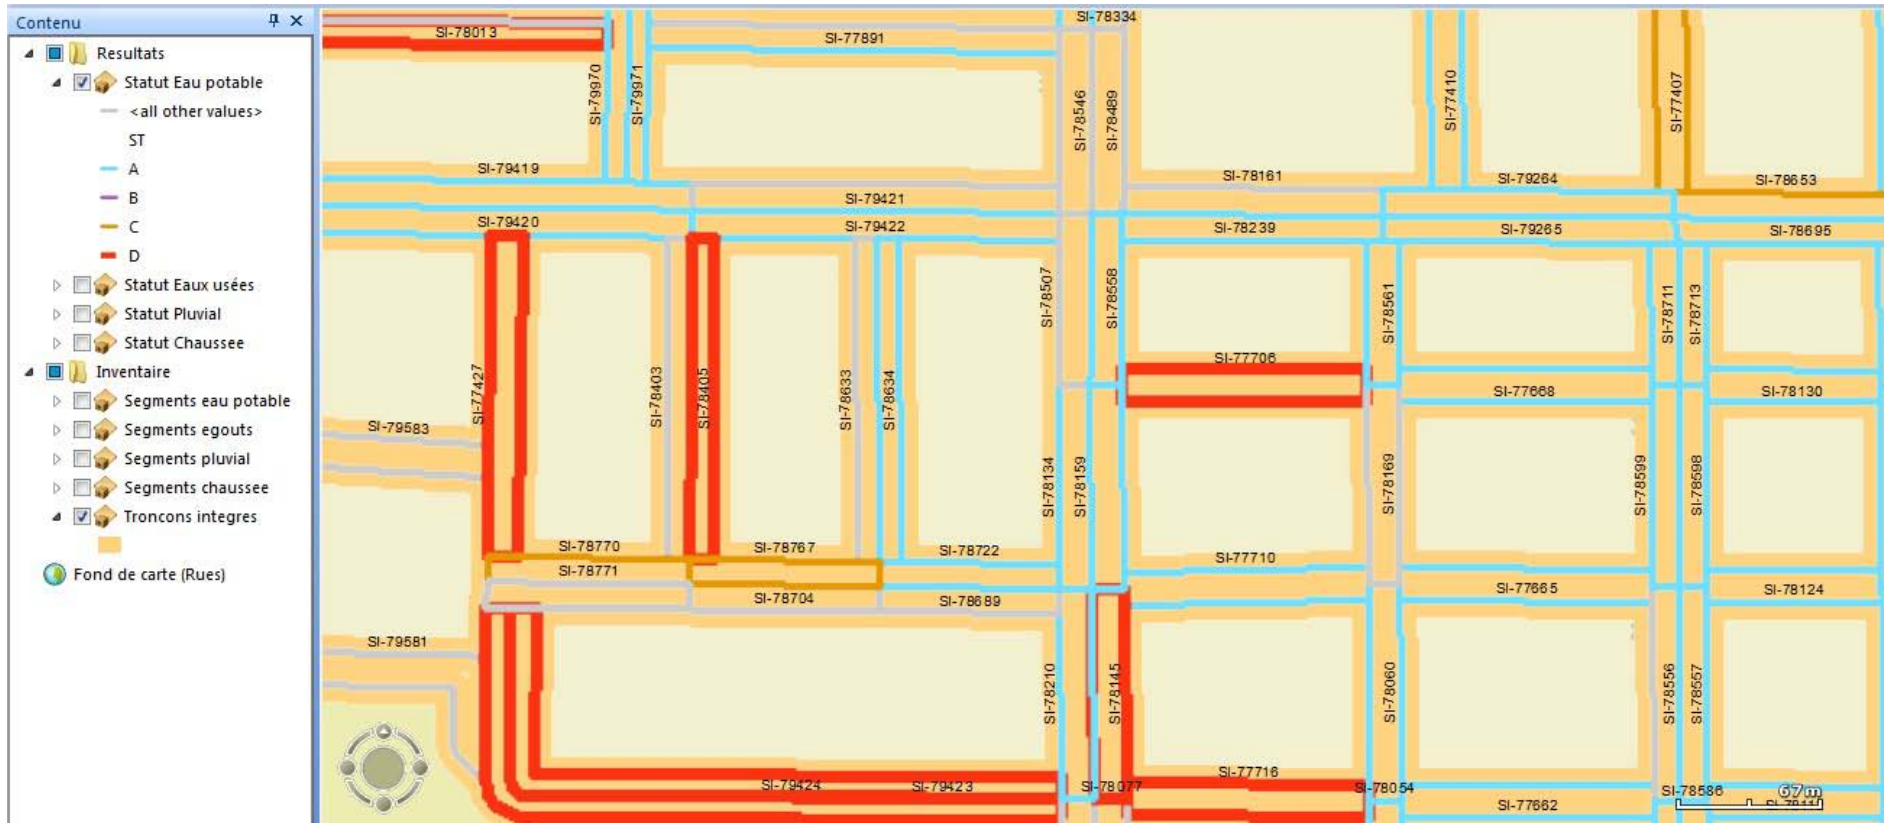 Contenu
Resultats
Statut Eau potable
<all other values>
ST
A
B
C
D
Statut Eaux usées
Statut Pluvial
Statut Chaussee
Inventaire
Segments eau potable
Segments egouts
Segments pluvial
Segments chaussee
Troncons integres
Fond de carte (Rues)
SI-78334
SI-78013
SI-77891
SI-79970
SI-79971
SI-78546
SI-78489
SI-77410
SI-77407
SI-79419
SI-78161
SI-79264
SI-78653
SI-79421
SI-79420
SI-79422
SI-78239
SI-79265
SI-78695
SI-78507
SI-78558
SI-78561
SI-78711
SI-78713
SI-77706
SI-77427
SI-78403
SI-78405
SI-78633
SI-78634
SI-77668
SI-78130
SI-79583
SI-78134
SI-78159
SI-78169
SI-78599
SI-78598
SI-78770
SI-78767
SI-78722
SI-77710
SI-78771
SI-77665
SI-78124
SI-78704
SI-78689
SI-79581
SI-78210
SI-78145
SI-78060
SI-78556
SI-78557
SI-77716
SI-79424
SI-79423
SI-78077
SI-78054
SI-78586
67m
SI-77662